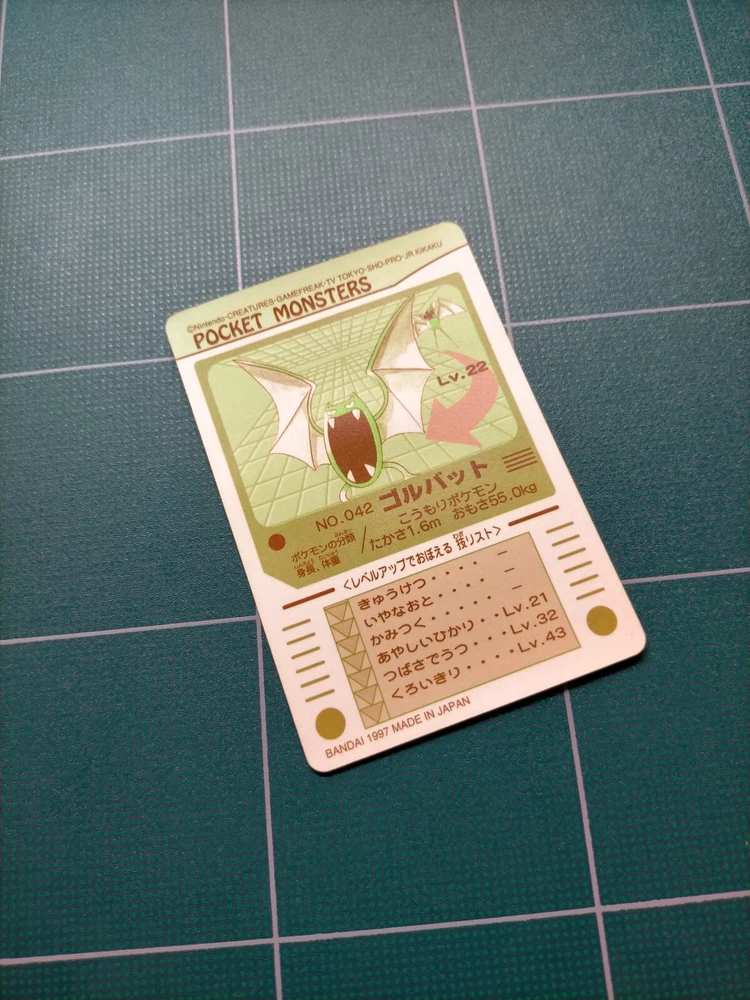 ©Nintendo·CREATURES·GAMEFREAK·TV TOKYO·SHO-PRO·JR KIKAKU
POCKET MONSTERS
Lv.22
NO.042 ゴルバット
ポケモンの分類 こうもりポケモン
身長、体重 / たかさ1.6m おもさ55.0kg
<レベルアップでおぼえる技リスト>
きゅうけつ・・・・ ー
いやなおと・・・・ ー
かみつく・・・・ ー
あやしいひかり・・Lv.21
つばさでうつ・・・Lv.32
くろいきり・・・・Lv.43
BANDAI 1997 MADE IN JAPAN